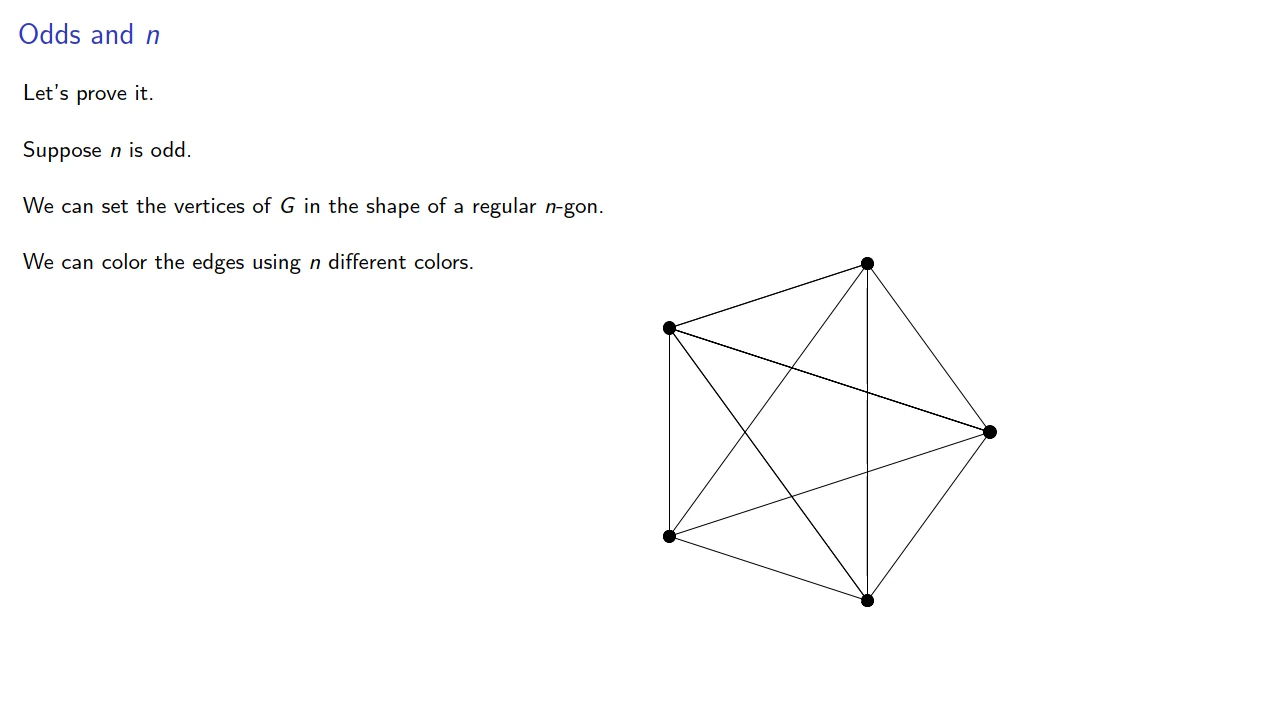 Odds and n
Let's prove it.
Suppose n is odd.
We can set the vertices of G in the shape of a regular n-gon.
We can color the edges using n different colors.